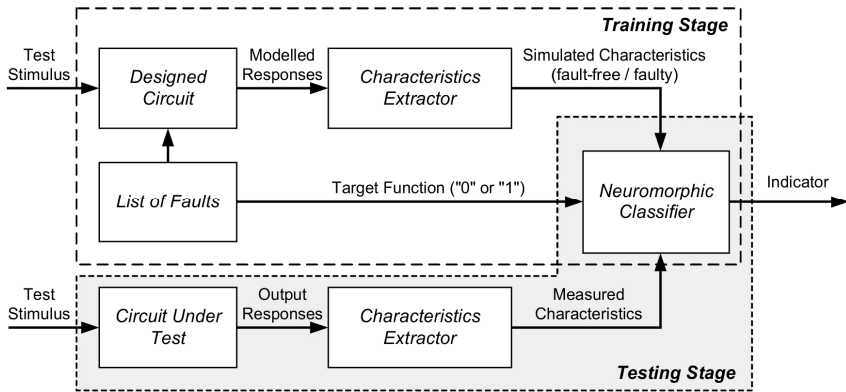 Training Stage
Test
Stimulus
Designed
Circuit
Modelled
Responses
Characteristics
Extractor
Simulated Characteristics
(fault-free / faulty)
List of Faults
Target Function ("0" or "1")
Neuromorphic
Classifier
Indicator
Test
Stimulus
Circuit Under
Test
Output
Responses
Characteristics
Extractor
Measured
Characteristics
Testing Stage